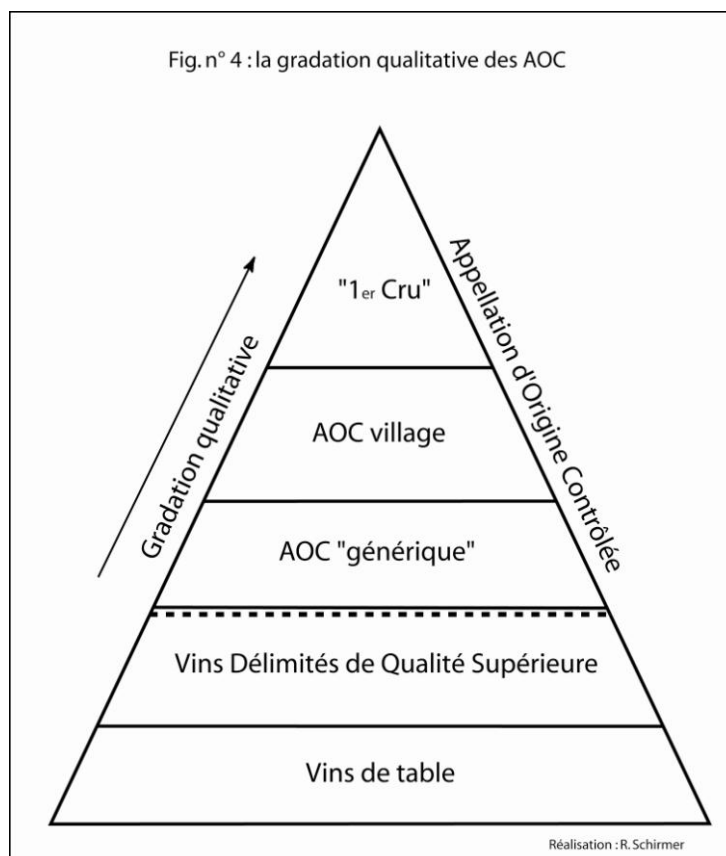 Fig. n° 4 : la gradation qualitative des AOC
"1er Cru"
Gradation qualitative
Appellation d'Origine Contrôlée
AOC village
AOC "générique"
Vins Délimités de Qualité Supérieure
Vins de table
Réalisation : R. Schirmer